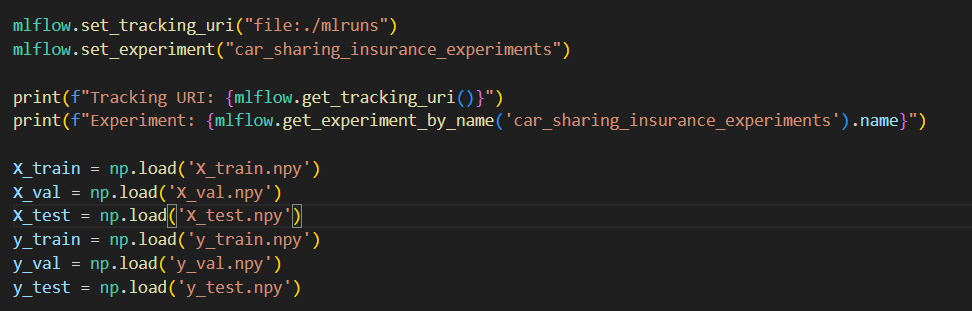 mlflow.set_tracking_uri("file:./mlruns")
mlflow.set_experiment("car_sharing_insurance_experiments")
print(f"Tracking URI: {mlflow.get_tracking_uri()}")
print(f"Experiment: {mlflow.get_experiment_by_name('car_sharing_insurance_experiments').name}")
X_train = np.load('X_train.npy')
X_val = np.load('X_val.npy')
X_test = np.load('X_test.npy')
y_train = np.load('y_train.npy')
y_val = np.load('y_val.npy')
y_test = np.load('y_test.npy')